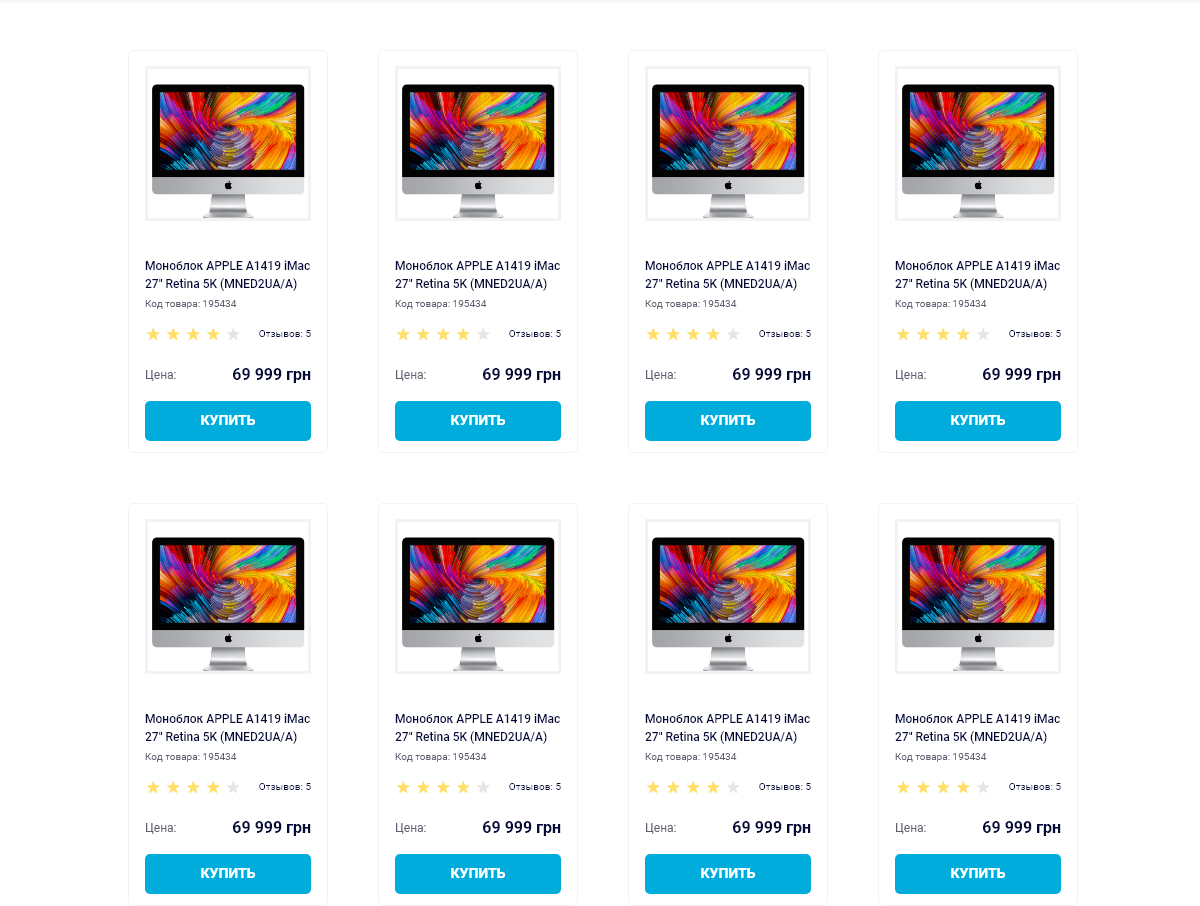 Моноблок APPLE A1419 iMac
27" Retina 5K (MNED2UA/A)
Код товара: 195434
Отзывов: 5
Цена: 69 999 грн
КУПИТЬ
Моноблок APPLE A1419 iMac
27" Retina 5K (MNED2UA/A)
Код товара: 195434
Отзывов: 5
Цена: 69 999 грн
КУПИТЬ
Моноблок APPLE A1419 iMac
27" Retina 5K (MNED2UA/A)
Код товара: 195434
Отзывов: 5
Цена: 69 999 грн
КУПИТЬ
Моноблок APPLE A1419 iMac
27" Retina 5K (MNED2UA/A)
Код товара: 195434
Отзывов: 5
Цена: 69 999 грн
КУПИТЬ
Моноблок APPLE A1419 iMac
27" Retina 5K (MNED2UA/A)
Код товара: 195434
Отзывов: 5
Цена: 69 999 грн
КУПИТЬ
Моноблок APPLE A1419 iMac
27" Retina 5K (MNED2UA/A)
Код товара: 195434
Отзывов: 5
Цена: 69 999 грн
КУПИТЬ
Моноблок APPLE A1419 iMac
27" Retina 5K (MNED2UA/A)
Код товара: 195434
Отзывов: 5
Цена: 69 999 грн
КУПИТЬ
Моноблок APPLE A1419 iMac
27" Retina 5K (MNED2UA/A)
Код товара: 195434
Отзывов: 5
Цена: 69 999 грн
КУПИТЬ